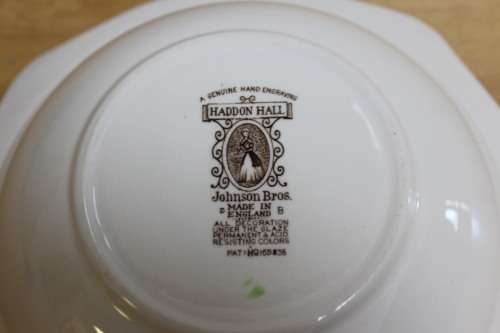 A GENUINE HAND ENGRAVING
HADDON HALL
Johnson Bros.
MADE IN
ENGLAND B
ALL DECORATION
UNDER THE GLAZE
PERMANENT & ACID
RESISTING COLORS